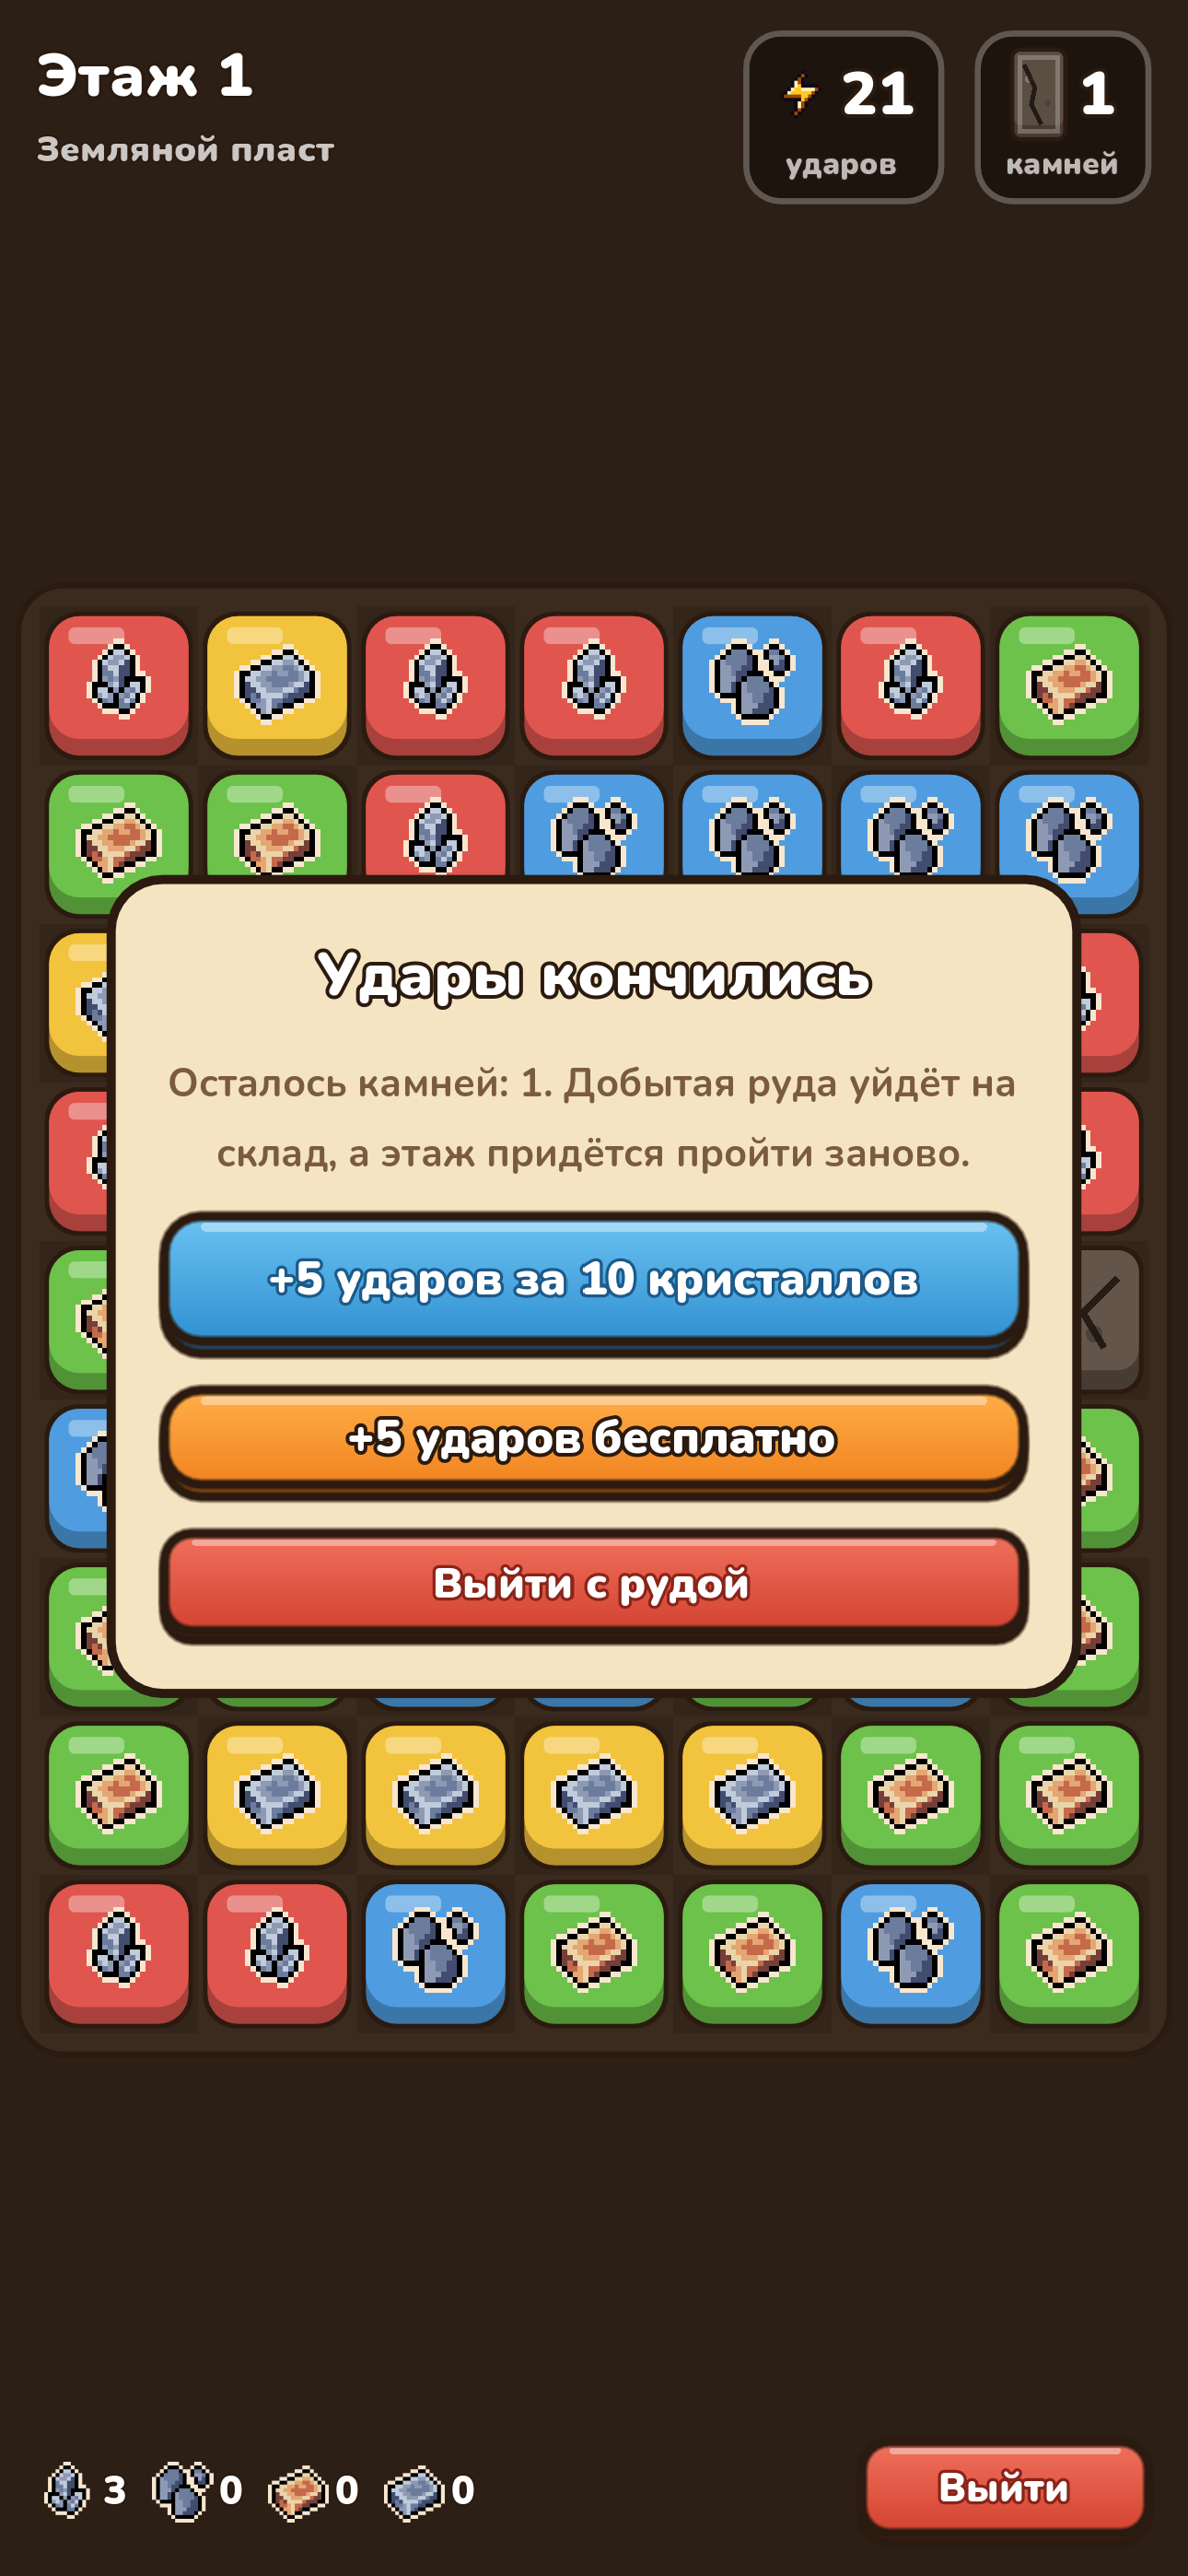 Этаж 1
Земляной пласт
21
ударов
1
камней
Удары кончились
Осталось камней: 1. Добытая руда уйдёт на
склад, а этаж придётся пройти заново.
+5 ударов за 10 кристаллов
+5 ударов бесплатно
Выйти с рудой
3 0 0 0
Выйти